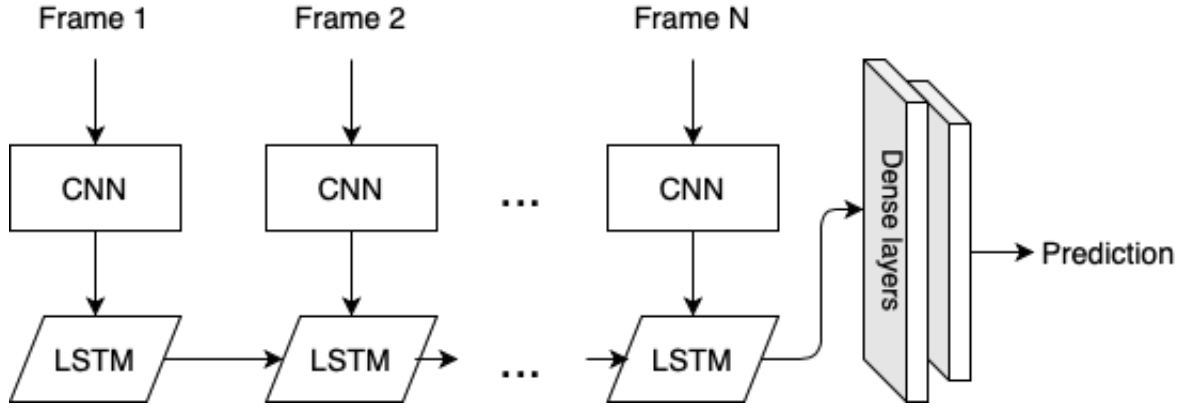 Frame 1
Frame 2
Frame N
CNN
CNN
...
CNN
LSTM
LSTM
...
LSTM
Dense layers
Prediction